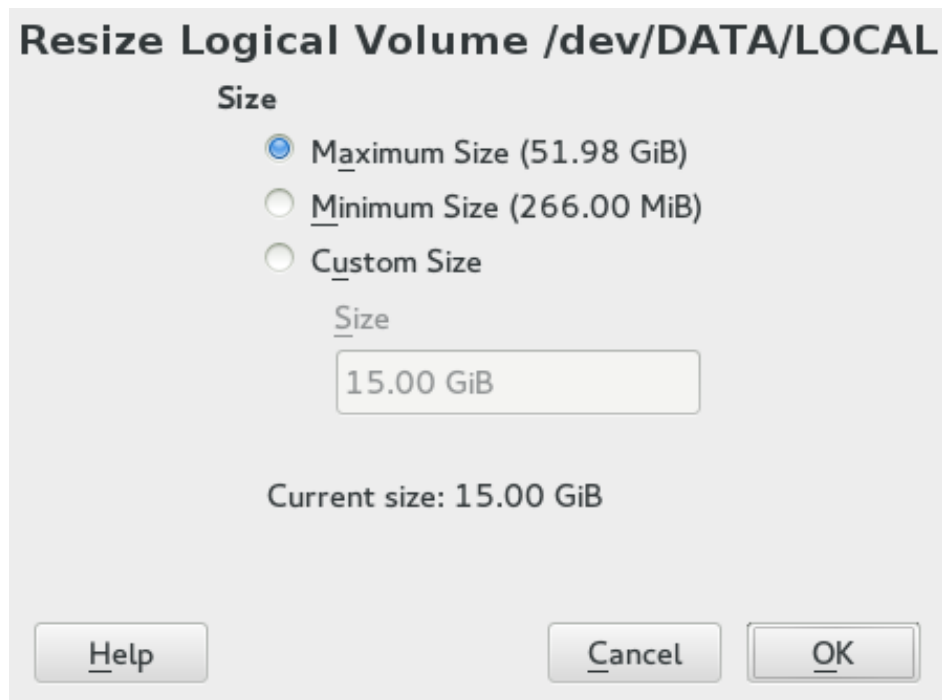 Resize Logical Volume /dev/DATA/LOCAL
Size
Maximum Size (51.98 GiB)
Minimum Size (266.00 MiB)
Custom Size
Size
15.00 GiB
Current size: 15.00 GiB
Help Cancel OK